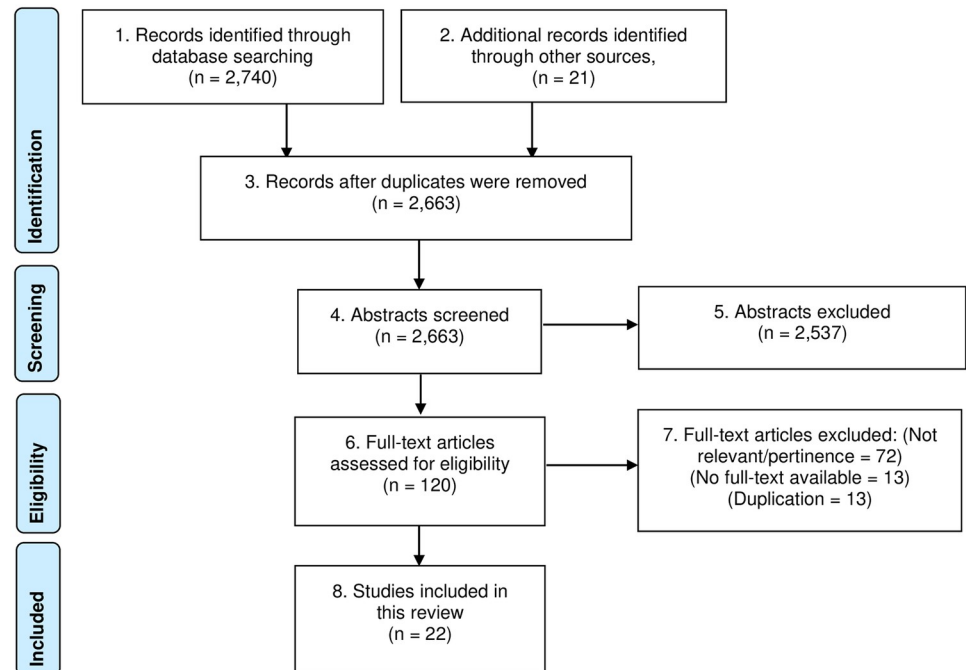 Identification
1. Records identified through
database searching
(n = 2,740)
2. Additional records identified
through other sources,
(n = 21)
3. Records after duplicates were removed
(n = 2,663)
Screening
4. Abstracts screened
(n = 2,663)
5. Abstracts excluded
(n = 2,537)
Eligibility
6. Full-text articles
assessed for eligibility
(n = 120)
7. Full-text articles excluded: (Not
relevant/pertinence = 72)
(No full-text available = 13)
(Duplication = 13)
Included
8. Studies included in
this review
(n = 22)